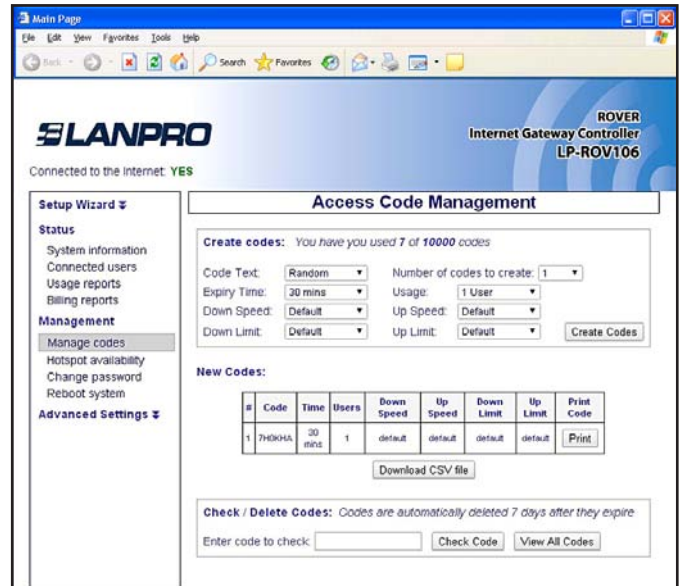 Main Page
File Edit View Favorites Tools Help
Back Search Favorites
LANPRO
ROVER
Internet Gateway Controller
LP-ROV106
Connected to the Internet: YES
Setup Wizard
Status
System information
Connected users
Usage reports
Billing reports
Management
Manage codes
Hotspot availability
Change password
Reboot system
Advanced Settings
Access Code Management
Create codes: You have you used 7 of 10000 codes
Code Text: Random Number of codes to create: 1
Expiry Time: 30 mins Usage: 1 User
Down Speed: Default Up Speed: Default
Down Limit: Default Up Limit: Default Create Codes
New Codes:
# Code Time Users Down Speed Up Speed Down Limit Up Limit Print Code
1 7H0KHA 30 mins 1 default default default default Print
Download CSV file
Check / Delete Codes: Codes are automatically deleted 7 days after they expire
Enter code to check: Check Code View All Codes